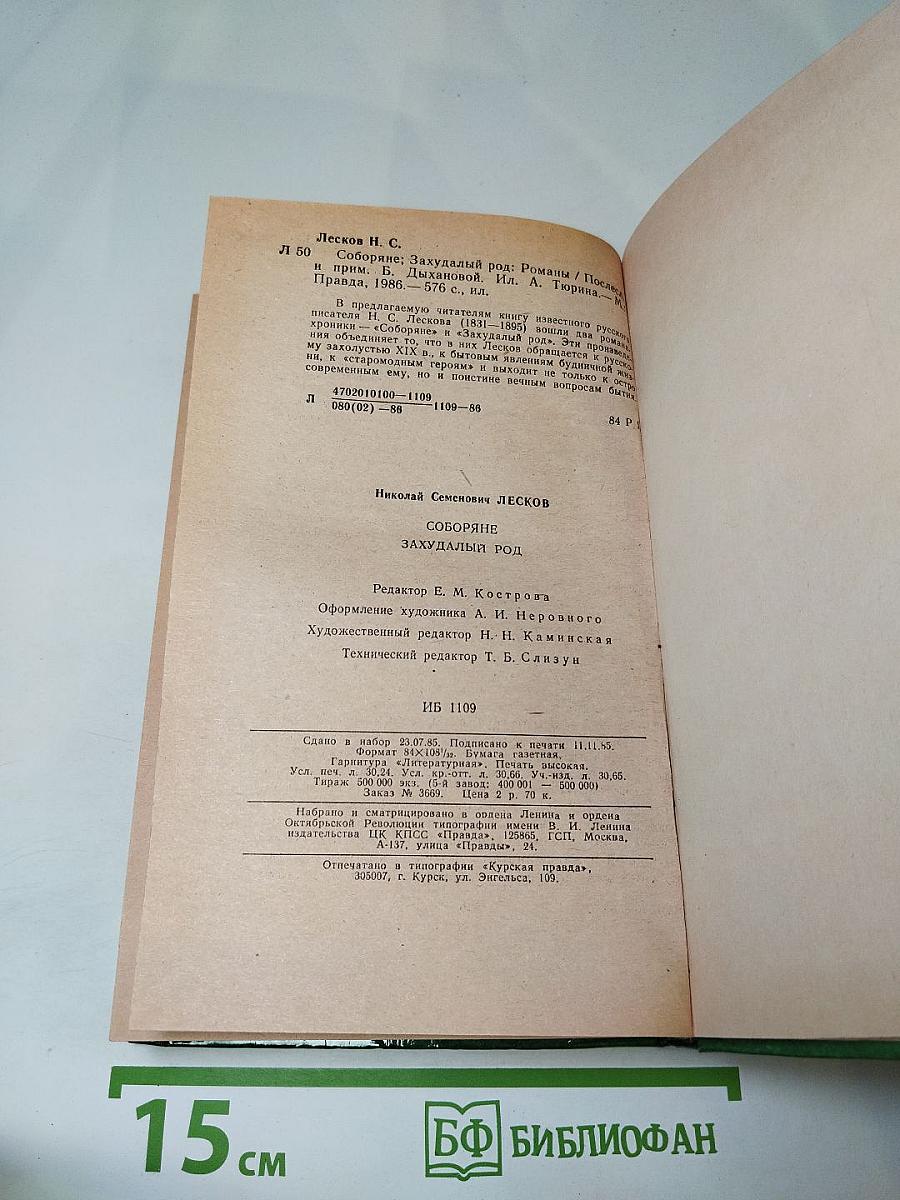 Лесков Н. С.
Л 50 Соборяне; Захудалый род: Романы / Послесл.
и прим. Б. Дыхановой. Ил. А. Тюрина.— М.:
Правда, 1986.— 576 с., ил.
В предлагаемую читателям книгу известного русского
писателя Н. С. Лескова (1831—1895) вошли два романа-
хроники — «Соборяне» и «Захудалый род». Эти произведе-
ния объединяет то, что в них Лесков обращается к русско-
му захолустью XIX в., к бытовым явлениям будничной жиз-
ни, к «старомодным героям» и выходит не только к остро
современным ему, но и поистине вечным вопросам бытия.
Л 4702010100—1109
080(02)—86 1109—86
84 Р
Николай Семенович ЛЕСКОВ
СОБОРЯНЕ
ЗАХУДАЛЫЙ РОД
Редактор Е. М. Кострова
Оформление художника А. И. Неровного
Художественный редактор Н. Н. Каминская
Технический редактор Т. Б. Слизун
ИБ 1109
Сдано в набор 23.07.85. Подписано к печати 11.11.85.
Формат 84×108¹/₃₂. Бумага газетная.
Гарнитура «Литературная». Печать высокая.
Усл. печ. л. 30,24. Усл. кр.-отт. л. 30,66. Уч.-изд. л. 30,65.
Тираж 500 000 экз. (5-й завод: 400 001 — 500 000)
Заказ № 3669. Цена 2 р. 70 к.
Набрано и сматрицировано в ордена Ленина и ордена
Октябрьской Революции типографии имени В. И. Ленина
издательства ЦК КПСС «Правда», 125865, ГСП, Москва,
А-137, улица «Правды», 24.
Отпечатано в типографии «Курская правда»,
305007, г. Курск, ул. Энгельса, 109.
15 см
БФ БИБЛИОФАН